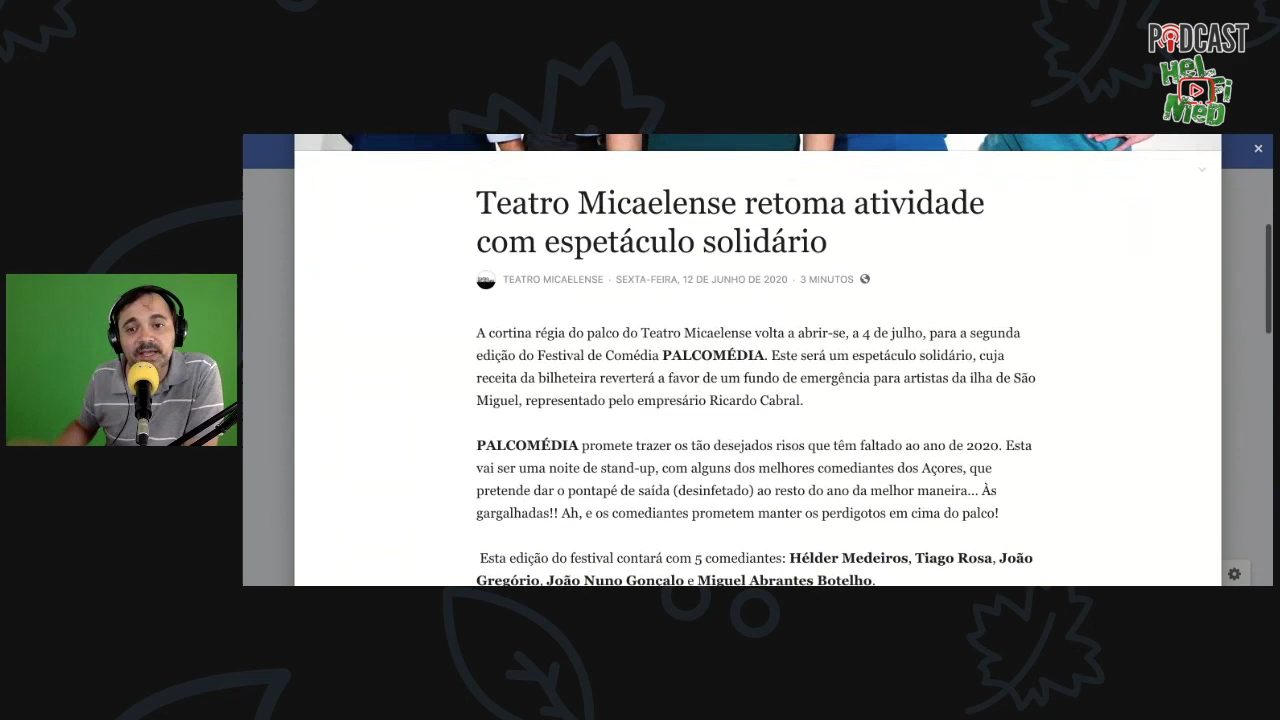 PODCAST
HeL
Fi
MeD
Teatro Micaelense retoma atividade
com espetáculo solidário
TEATRO MICAELENSE · SEXTA-FEIRA, 12 DE JUNHO DE 2020 · 3 MINUTOS
A cortina régia do palco do Teatro Micaelense volta a abrir-se, a 4 de julho, para a segunda
edição do Festival de Comédia PALCOMÉDIA. Este será um espetáculo solidário, cuja
receita da bilheteira reverterá a favor de um fundo de emergência para artistas da ilha de São
Miguel, representado pelo empresário Ricardo Cabral.
PALCOMÉDIA promete trazer os tão desejados risos que têm faltado ao ano de 2020. Esta
vai ser uma noite de stand-up, com alguns dos melhores comediantes dos Açores, que
pretende dar o pontapé de saída (desinfetado) ao resto do ano da melhor maneira... Às
gargalhadas!! Ah, e os comediantes prometem manter os perdigotos em cima do palco!
Esta edição do festival contará com 5 comediantes: Hélder Medeiros, Tiago Rosa, João
Gregório, João Nuno Gonçalo e Miguel Abrantes Botelho.